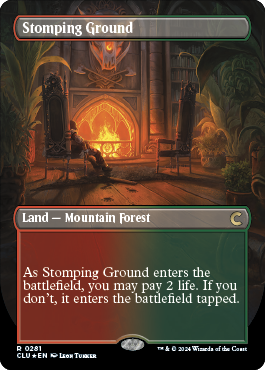 Stomping Ground
Land — Mountain Forest
As Stomping Ground enters the
battlefield, you may pay 2 life. If you
don't, it enters the battlefield tapped.
R 0281
CLU★EN Leon Tukker
™ & © 2024 Wizards of the Coast